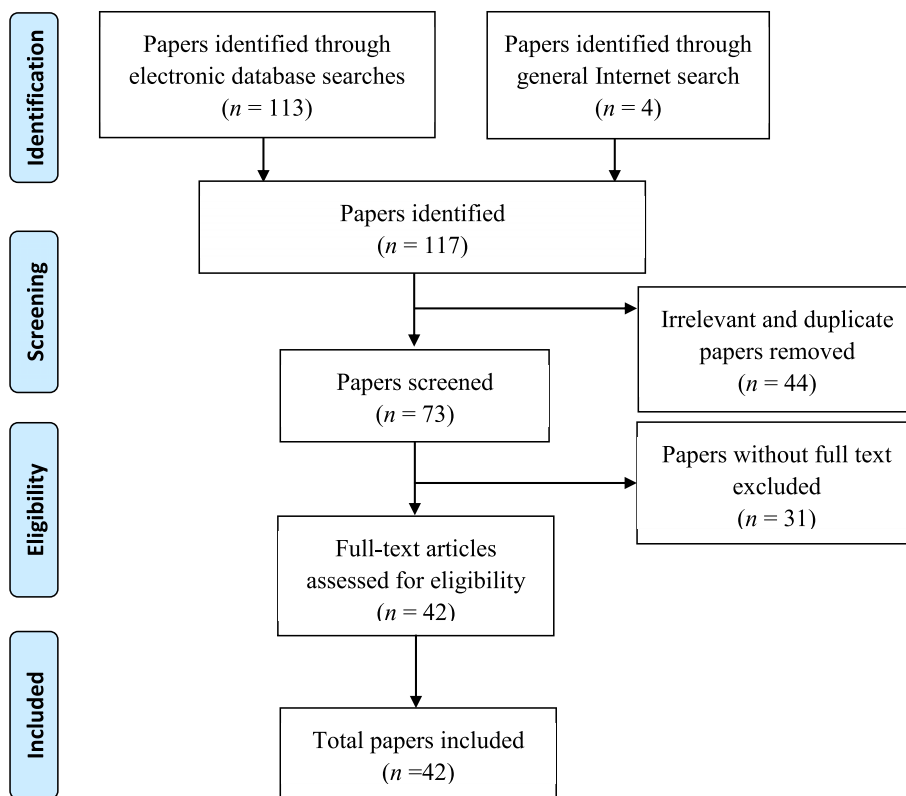 Identification
Papers identified through
electronic database searches
(n = 113)
Papers identified through
general Internet search
(n = 4)
Papers identified
(n = 117)
Screening
Irrelevant and duplicate
papers removed
(n = 44)
Papers screened
(n = 73)
Eligibility
Papers without full text
excluded
(n = 31)
Full-text articles
assessed for eligibility
(n = 42)
Included
Total papers included
(n =42)